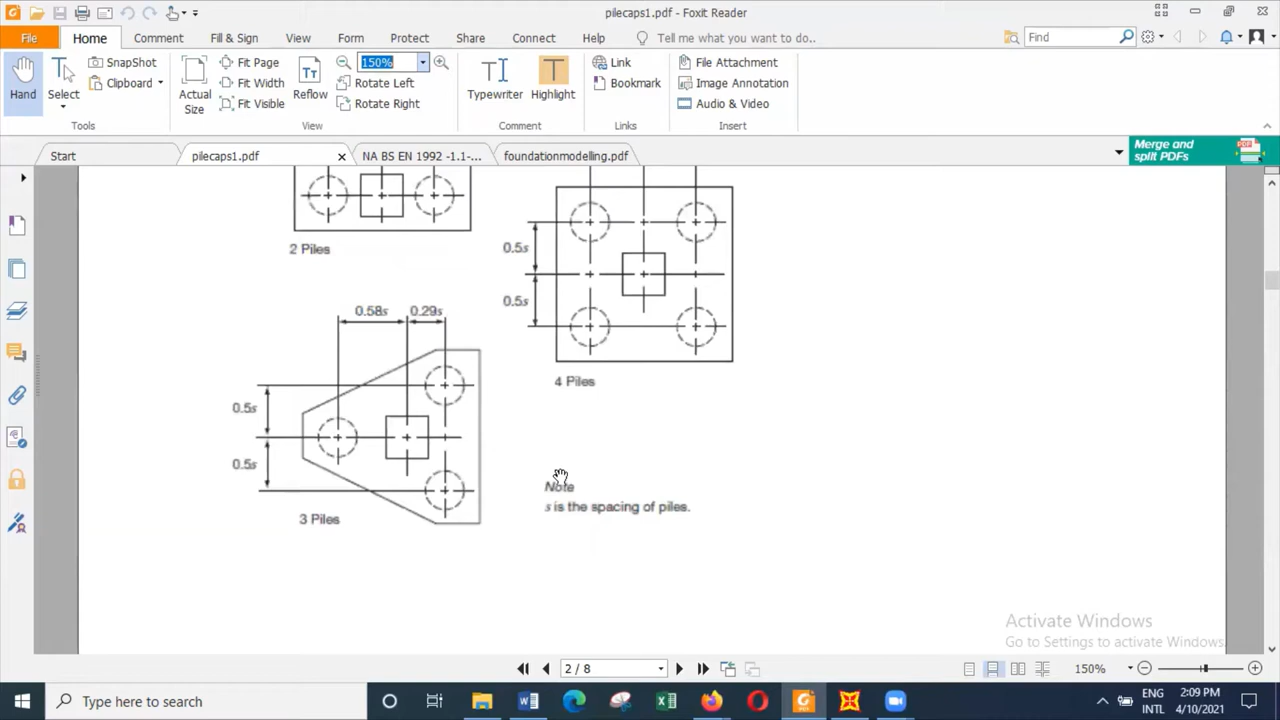 pilecaps1.pdf - Foxit Reader
File Home Comment Fill & Sign View Form Protect Share Connect Help Tell me what you want to do.. Find
Hand
Select
SnapShot
Clipboard
Tools
Actual
Size
Fit Page
Fit Width
Fit Visible
Reflow
150%
Rotate Left
Rotate Right
View
Typewriter
Highlight
Comment
Link
Bookmark
Links
File Attachment
Image Annotation
Audio & Video
Insert
Start
pilecaps1.pdf
NA BS EN 1992 -1.1-...
foundationmodelling.pdf
Merge and
split PDFs
2 Piles
0.5s
0.5s
4 Piles
0.58s 0.29s
0.5s
0.5s
3 Piles
Note
s is the spacing of piles.
Activate Windows
Go to Settings to activate Windows.
2 / 8
150%
Type here to search
ENG
INTL
2:09 PM
4/10/2021